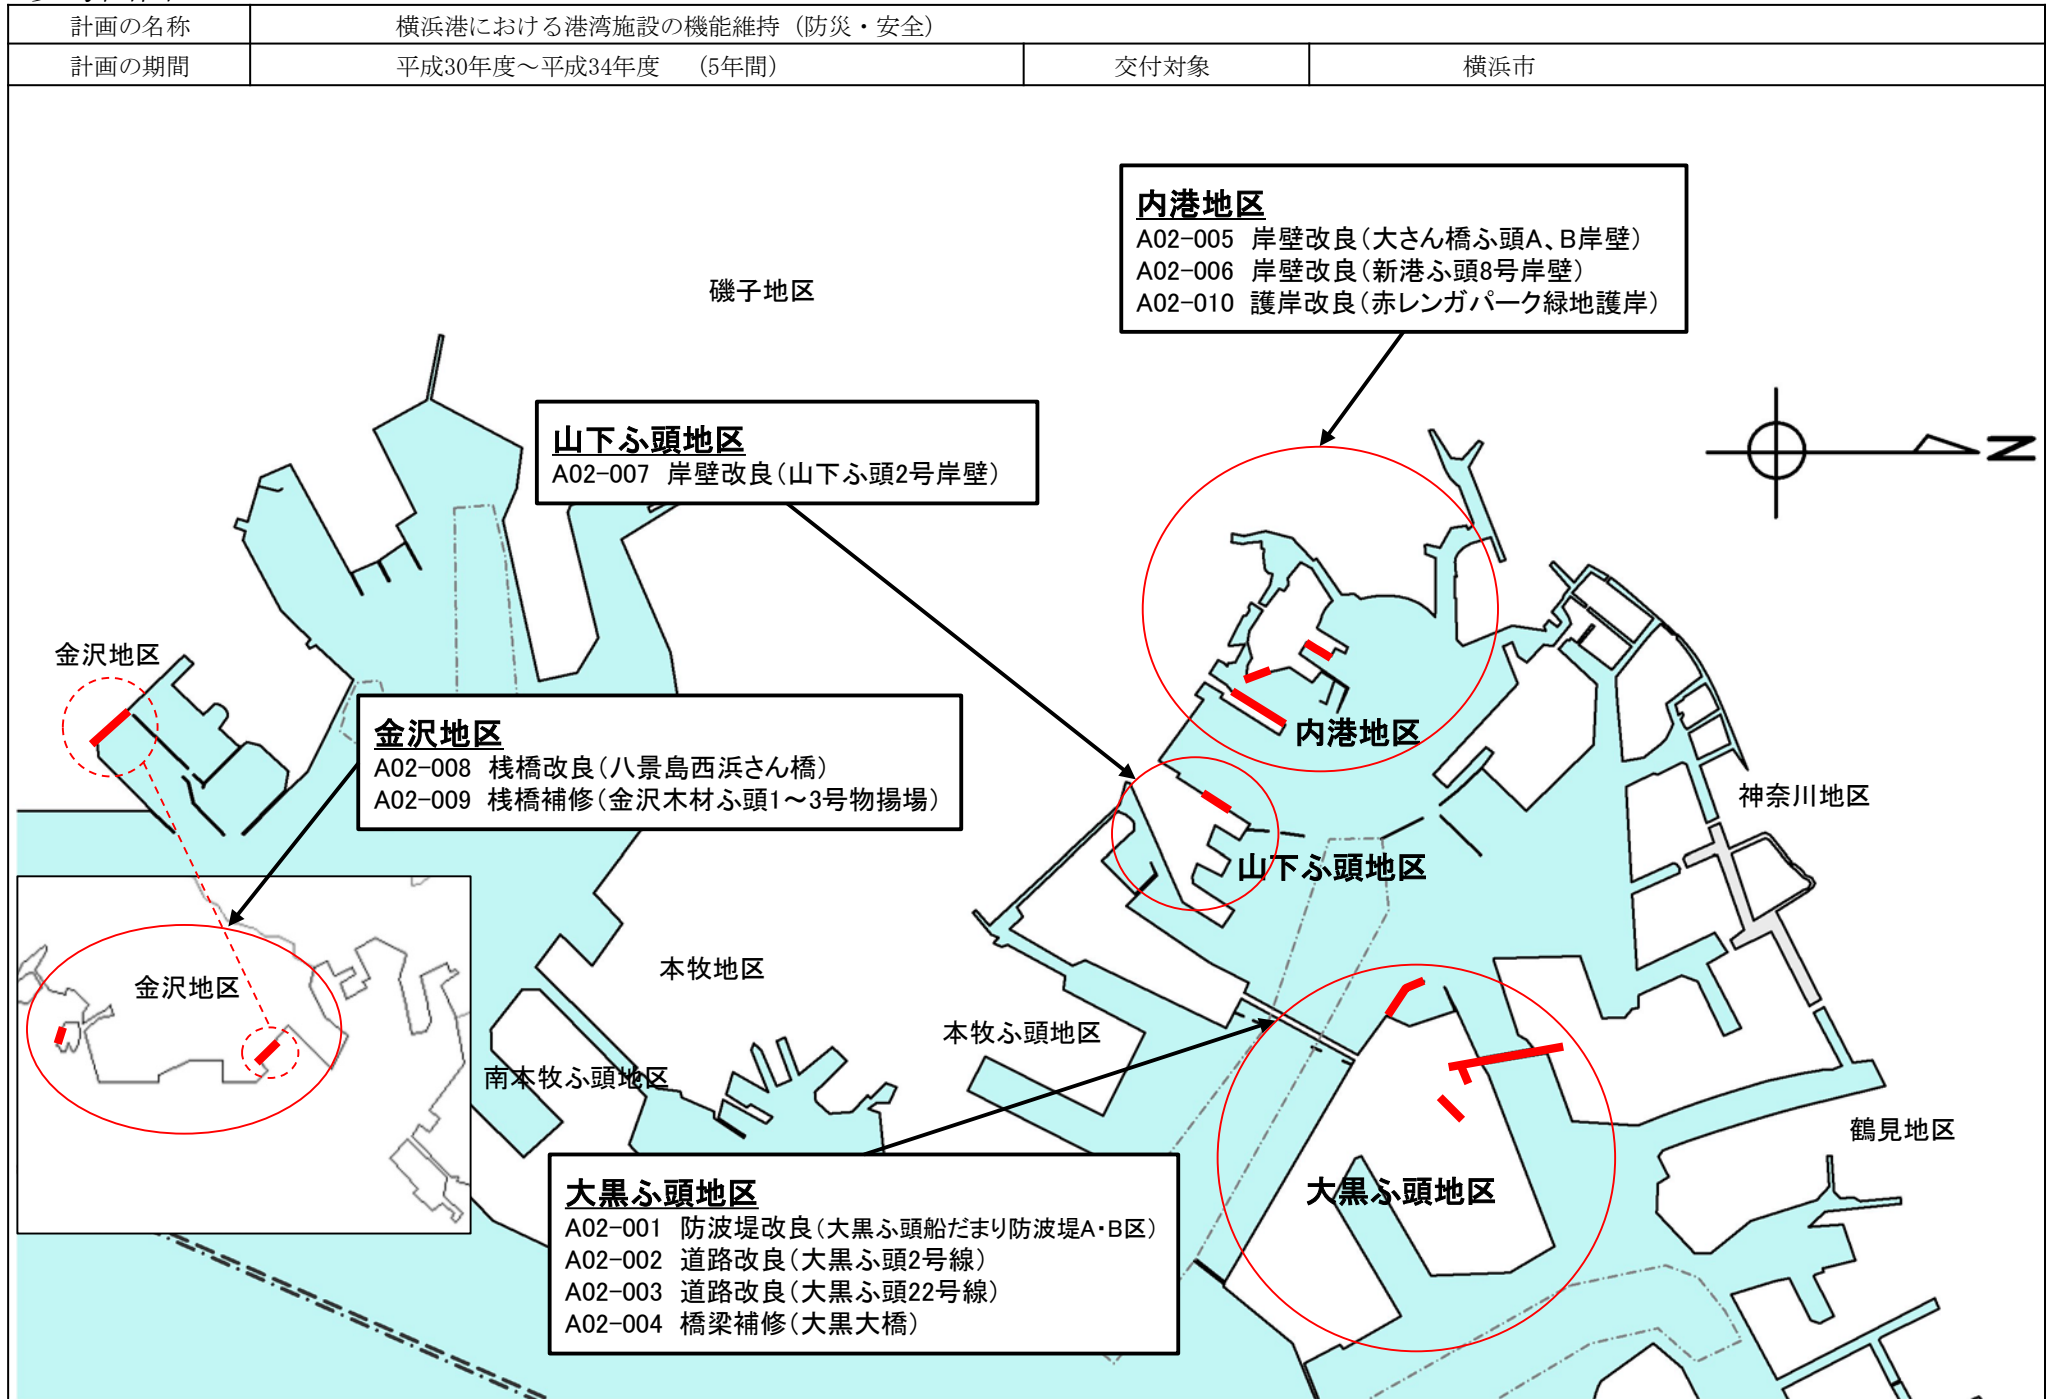 計画の名称 横浜港における港湾施設の機能維持（防災・安全）
計画の期間 平成30年度～平成34年度　（5年間） 交付対象 横浜市
内港地区
A02-005 岸壁改良（大さん橋ふ頭A、B岸壁）
A02-006 岸壁改良（新港ふ頭8号岸壁）
A02-010 護岸改良（赤レンガパーク緑地護岸）
磯子地区
山下ふ頭地区
A02-007 岸壁改良（山下ふ頭2号岸壁）
N
金沢地区
金沢地区
A02-008 桟橋改良（八景島西浜さん橋）
A02-009 桟橋補修（金沢木材ふ頭1～3号物揚場）
内港地区
神奈川地区
山下ふ頭地区
本牧地区
金沢地区
本牧ふ頭地区
南本牧ふ頭地区
鶴見地区
大黒ふ頭地区
大黒ふ頭地区
A02-001 防波堤改良（大黒ふ頭船だまり防波堤A・B区）
A02-002 道路改良（大黒ふ頭2号線）
A02-003 道路改良（大黒ふ頭22号線）
A02-004 橋梁補修（大黒大橋）